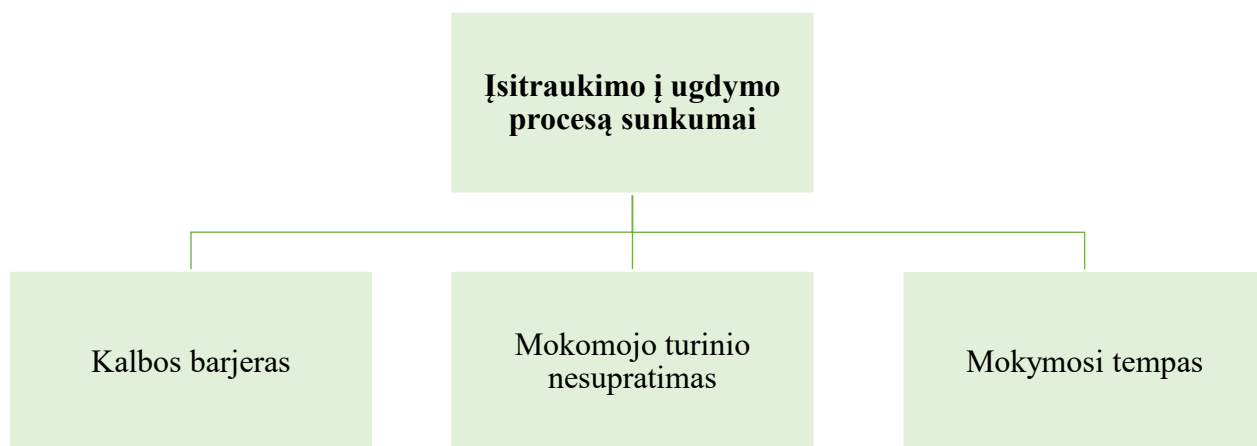 Įsitraukimo į ugdymo
procesą sunkumai
Kalbos barjeras
Mokomojo turinio
nesupratimas
Mokymosi tempas